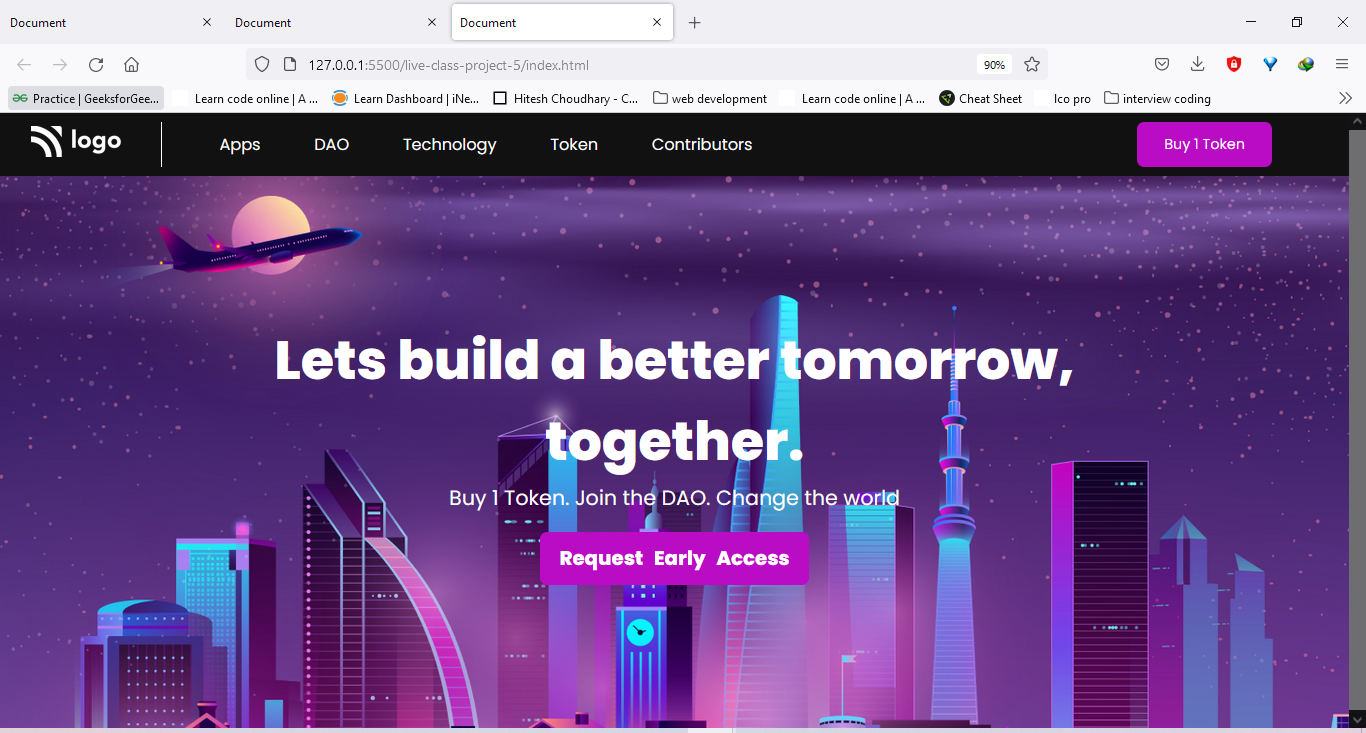 Document
Document
Document
127.0.0.1:5500/live-class-project-5/index.html
90%
Practice | GeeksforGee...
Learn code online | A ...
Learn Dashboard | iNe...
Hitesh Choudhary - C...
web development
Learn code online | A ...
Cheat Sheet
Ico pro
interview coding
logo
Apps
DAO
Technology
Token
Contributors
Buy 1 Token
Lets build a better tomorrow,
together.
Buy 1 Token. Join the DAO. Change the world
Request Early Access